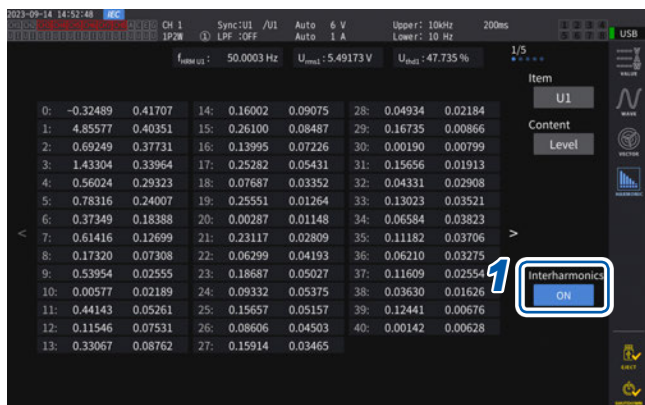 2023-09-14 14:52:48 IEC
CH 1 Sync:U1 /U1 Auto 6 V Upper: 10kHz 200ms
1P2W ① LPF :OFF Auto 1 A Lower: 10 Hz
USB
fHRM U1 : 50.0003 Hz Urms1 : 5.49173 V Uthd1 : 47.735 % 1/5
VALUE
Item
U1
WAVE
Content
Level
VECTOR
HARMONIC
0: -0.32489 0.41707 14: 0.16002 0.09075 28: 0.04934 0.02184
1: 4.85577 0.40351 15: 0.26100 0.08487 29: 0.16735 0.00866
2: 0.69249 0.37731 16: 0.13995 0.07226 30: 0.00190 0.00799
3: 1.43304 0.33964 17: 0.25282 0.05431 31: 0.15656 0.01913
4: 0.56024 0.29323 18: 0.07687 0.03352 32: 0.04331 0.02908
5: 0.78316 0.24007 19: 0.25551 0.01264 33: 0.13023 0.03521
6: 0.37349 0.18388 20: 0.00287 0.01148 34: 0.06584 0.03823
< 7: 0.61416 0.12699 21: 0.23117 0.02809 35: 0.11182 0.03706 >
8: 0.17320 0.07308 22: 0.06299 0.04193 36: 0.06210 0.03275
9: 0.53954 0.02555 23: 0.18687 0.05027 37: 0.11609 0.02554
10: 0.00577 0.02189 24: 0.09332 0.05375 38: 0.03630 0.01626
11: 0.44143 0.05261 25: 0.15657 0.05157 39: 0.12441 0.00676
12: 0.11546 0.07531 26: 0.08606 0.04503 40: 0.00142 0.00628
13: 0.33067 0.08762 27: 0.15914 0.03465
1
Interharmonics
ON
EJECT